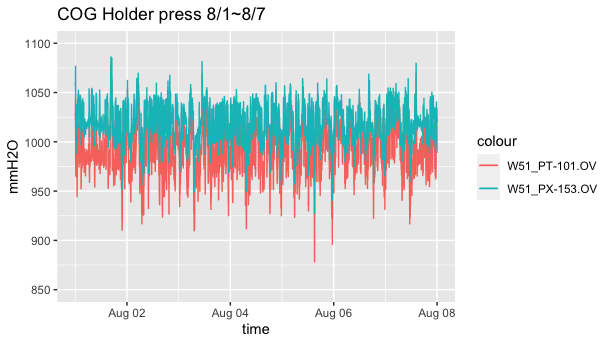 COG Holder press 8/1~8/7
1100
1050
1000
950
900
850
mmH2O
Aug 02
Aug 04
Aug 06
Aug 08
time
colour
W51_PT-101.OV
W51_PX-153.OV